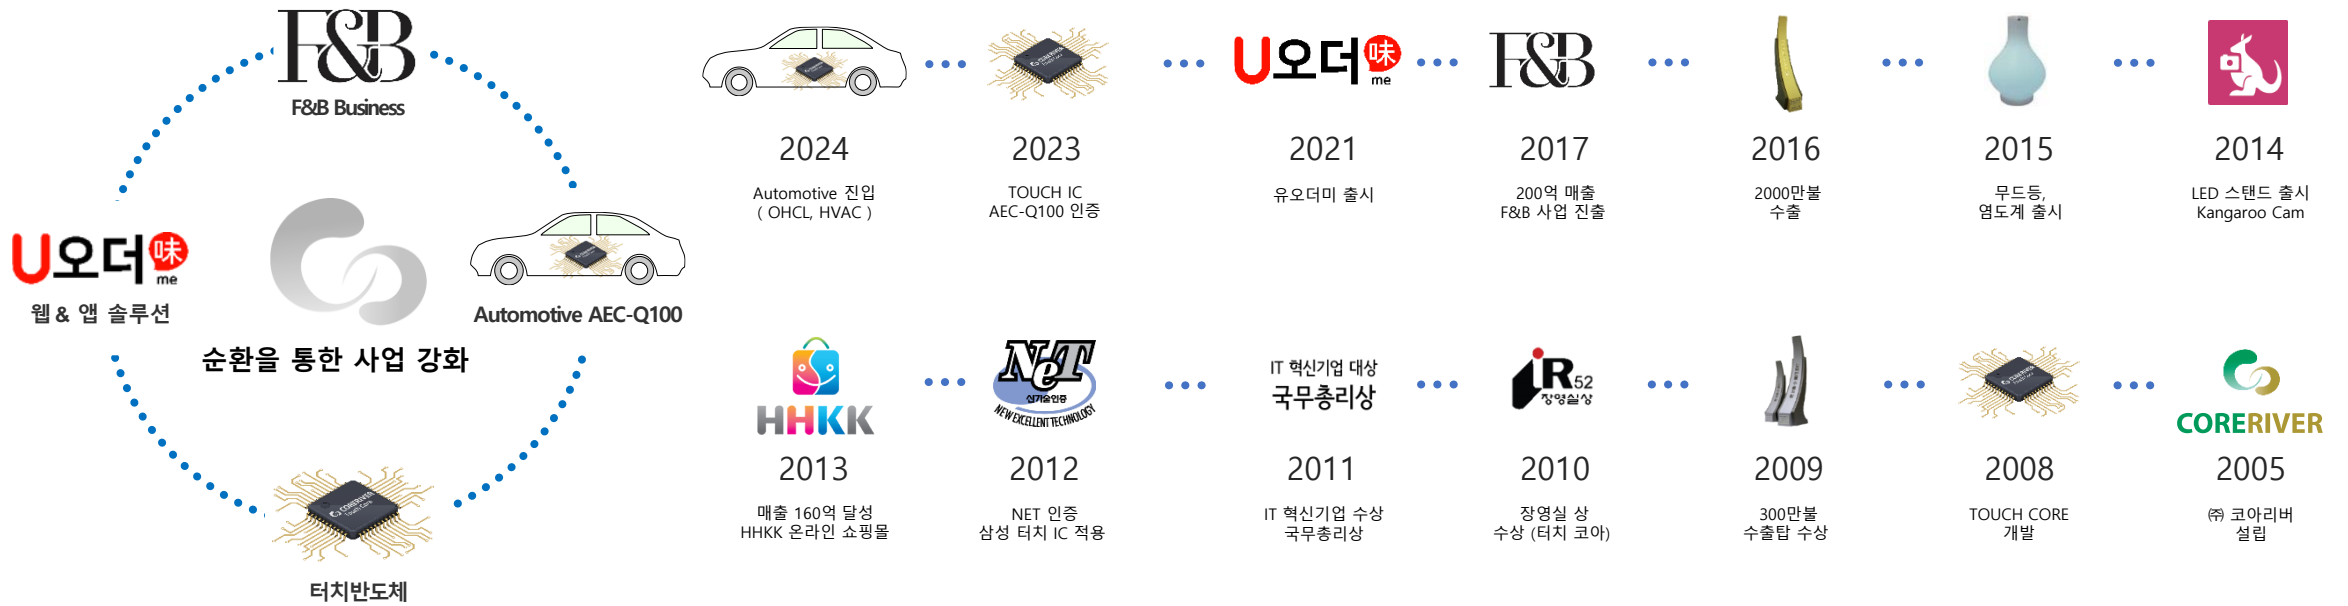 F&B
F&B Business
U오더味
me
웹 & 앱 솔루션
Automotive AEC-Q100
순환을 통한 사업 강화
CORERIVER
Touch Core
터치반도체
2024
Automotive 진입
( OHCL, HVAC )
2023
TOUCH IC
AEC-Q100 인증
U오더味
me
2021
유오더미 출시
F&B
2017
200억 매출
F&B 사업 진출
2016
2000만불
수출
2015
무드등,
염도계 출시
2014
LED 스탠드 출시
Kangaroo Cam
HHKK
2013
매출 160억 달성
HHKK 온라인 쇼핑몰
NeT
신기술인증
NEW EXCELLENT TECHNOLOGY
2012
NET 인증
삼성 터치 IC 적용
IT 혁신기업 대상
국무총리상
2011
IT 혁신기업 수상
국무총리상
iR52
장영실상
2010
장영실 상
수상 (터치 코아)
2009
300만불
수출탑 수상
2008
TOUCH CORE
개발
CORERIVER
2005
㈜ 코아리버
설립